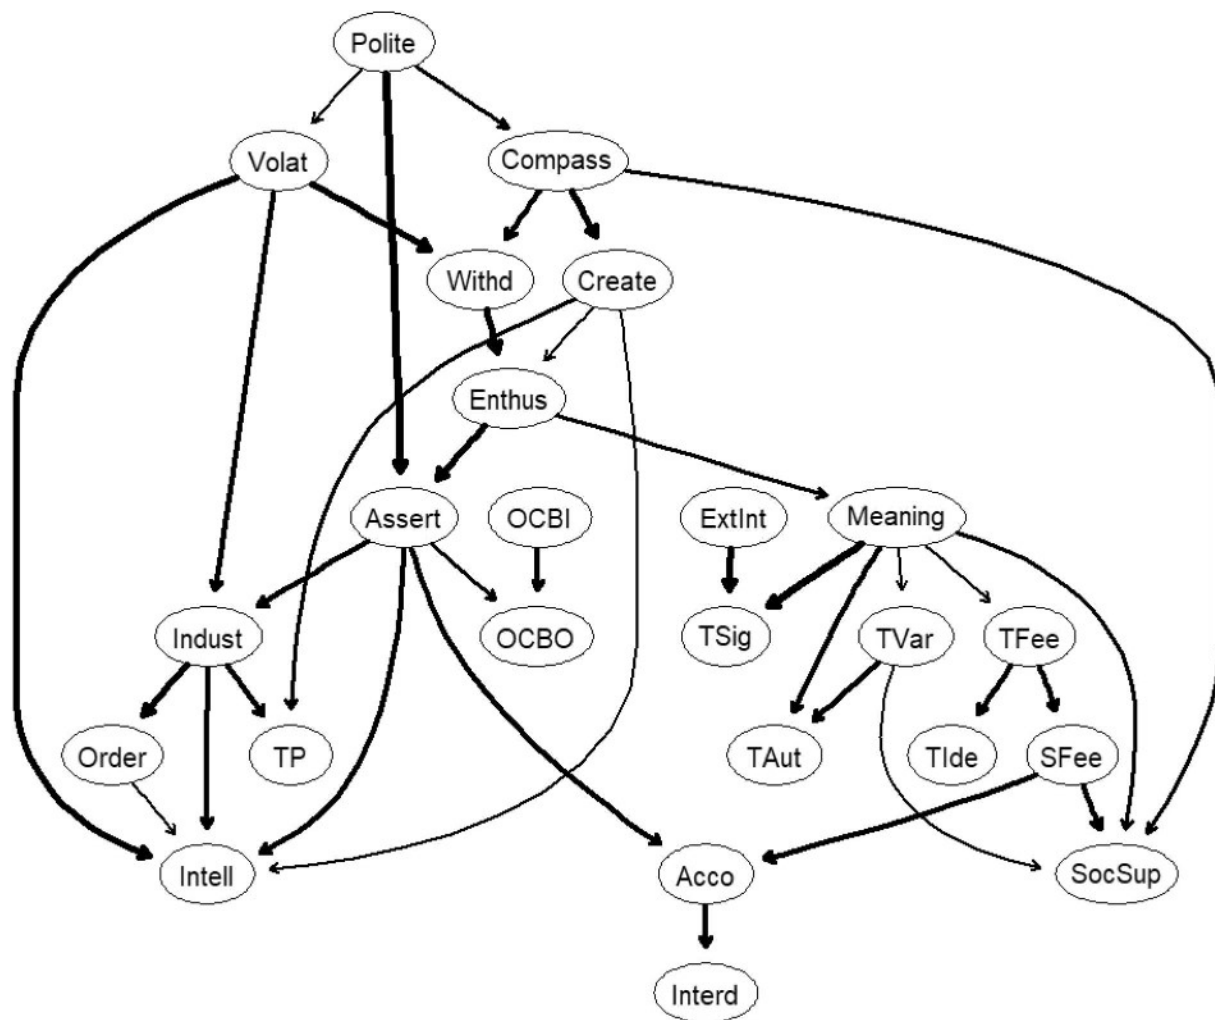 Polite
Volat
Compass
Withd
Create
Enthus
Assert
OCBI
ExtInt
Meaning
Indust
OCBO
TSig
TVar
TFee
Order
TP
TAut
TIde
SFee
Intell
Acco
SocSup
Interd